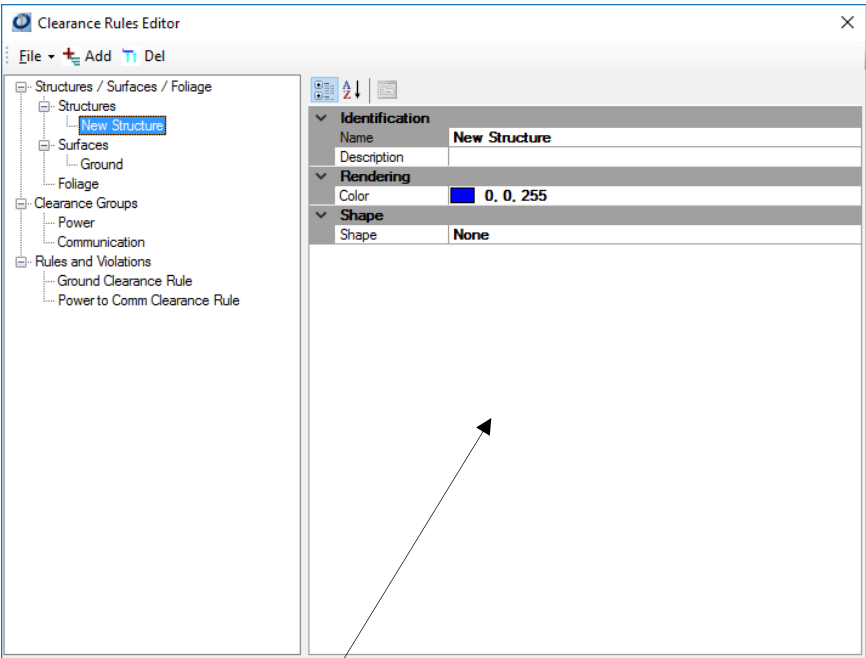 Clearance Rules Editor
File Add Del
Structures / Surfaces / Foliage
Structures
New Structure
Surfaces
Ground
Foliage
Clearance Groups
Power
Communication
Rules and Violations
Ground Clearance Rule
Power to Comm Clearance Rule
A
Z
Identification
Name New Structure
Description
Rendering
Color 0, 0, 255
Shape
Shape None